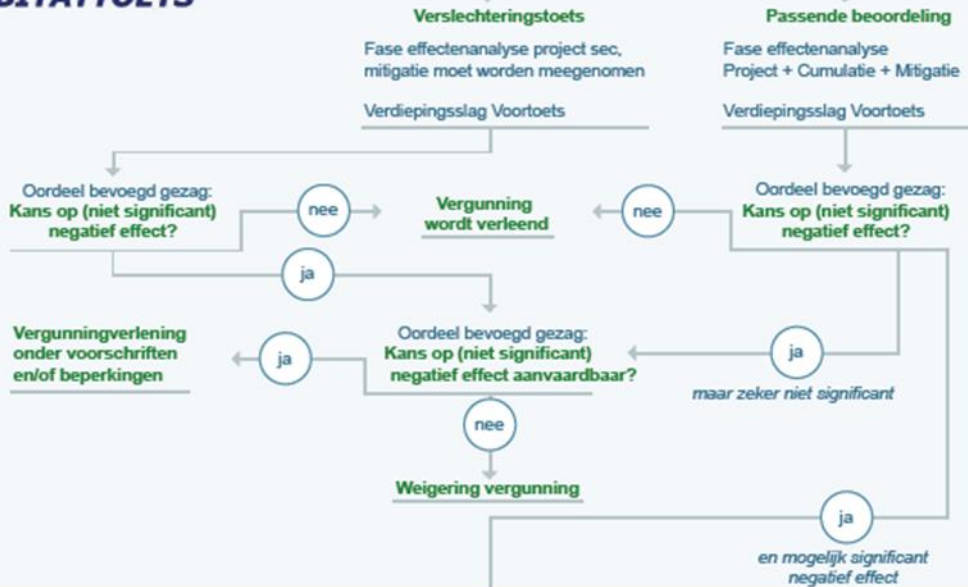 Verslechteringstoets
Fase effectenanalyse project sec,
mitigatie moet worden meegenomen
Verdiepingsslag Voortoets
Passende beoordeling
Fase effectenanalyse
Project + Cumulatie + Mitigatie
Verdiepingsslag Voortoets
Oordeel bevoegd gezag:
Kans op (niet significant)
negatief effect?
nee
Vergunning
wordt verleend
nee
Oordeel bevoegd gezag:
Kans op (niet significant)
negatief effect?
ja
Vergunningverlening
onder voorschriften
en/of beperkingen
ja
Oordeel bevoegd gezag:
Kans op (niet significant)
negatief effect aanvaardbaar?
ja
maar zeker niet significant
nee
Weigering vergunning
ja
en mogelijk significant
negatief effect